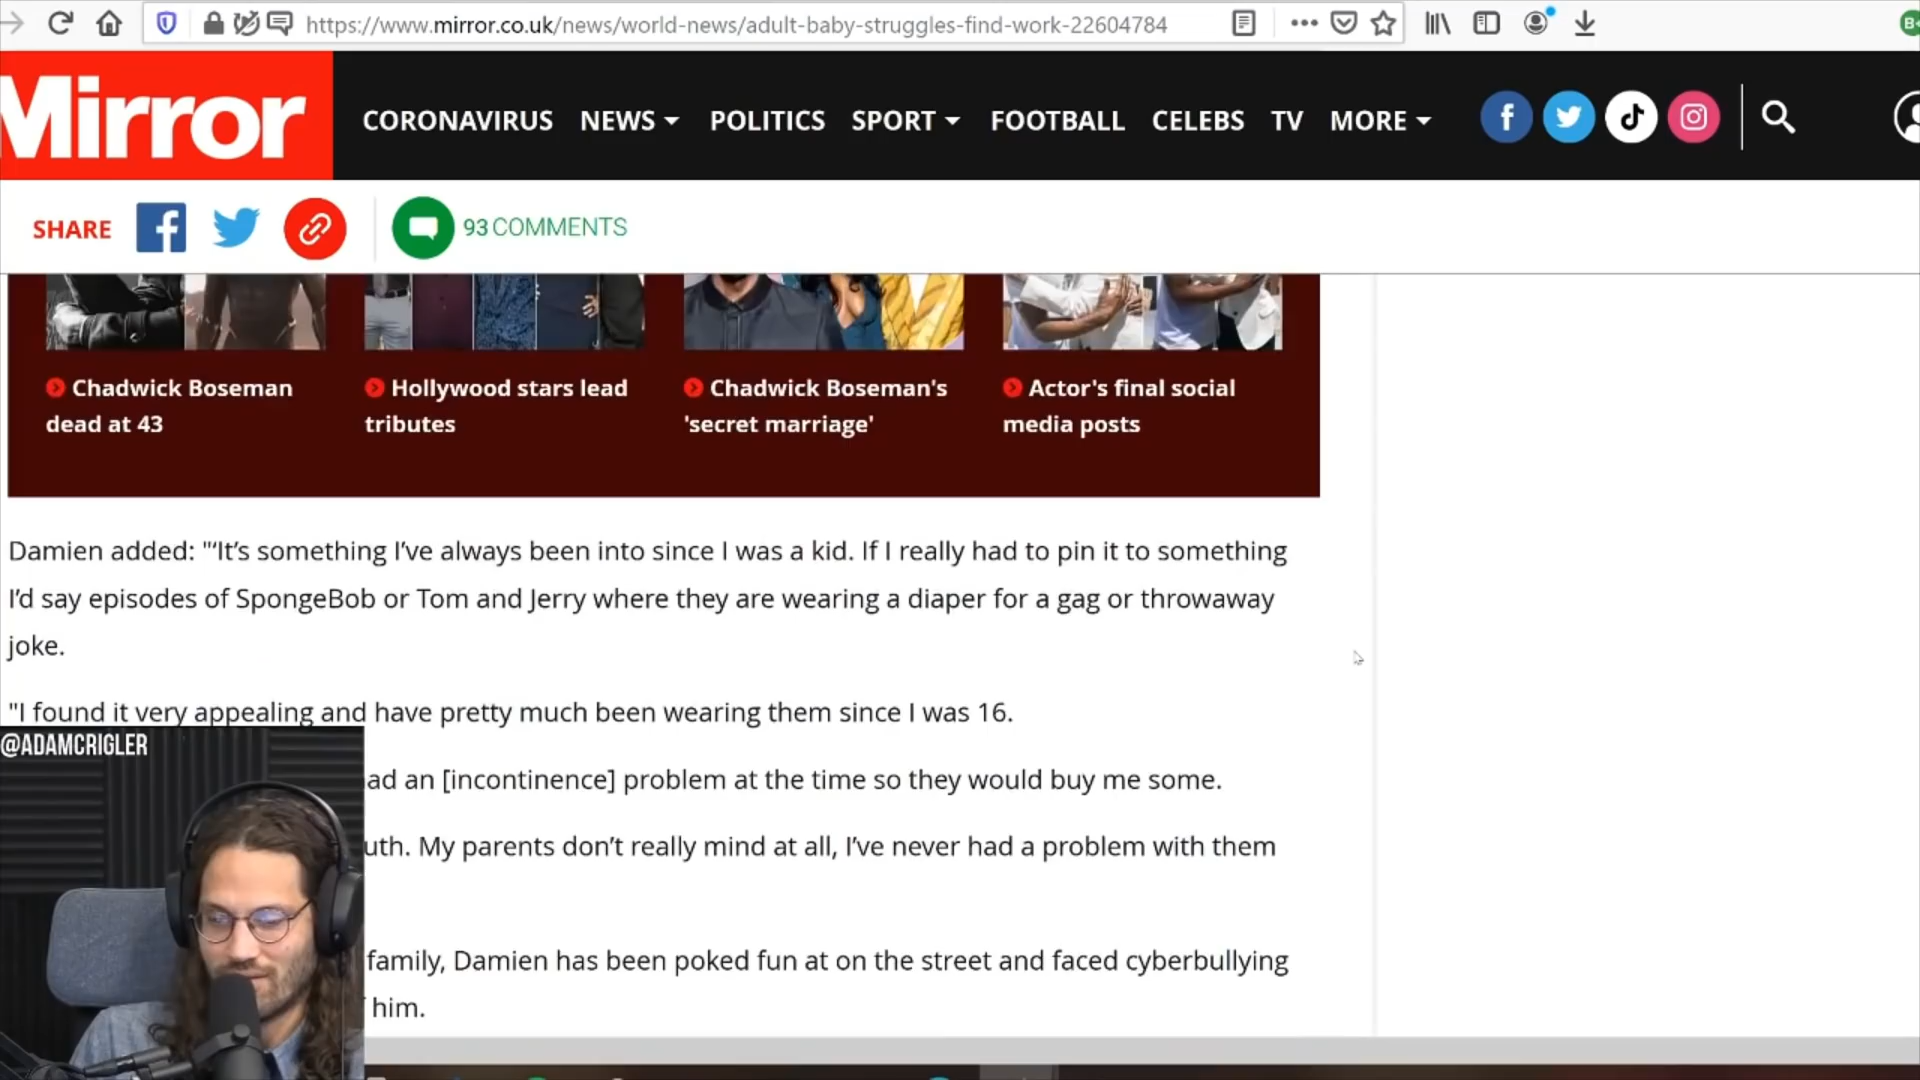 https://www.mirror.co.uk/news/world-news/adult-baby-struggles-find-work-22604784
Mirror
CORONAVIRUS NEWS POLITICS SPORT FOOTBALL CELEBS TV MORE
SHARE
93 COMMENTS
Chadwick Boseman
dead at 43
Hollywood stars lead
tributes
Chadwick Boseman's
'secret marriage'
Actor's final social
media posts
Damien added: "‘It’s something I’ve always been into since I was a kid. If I really had to pin it to something
I’d say episodes of SpongeBob or Tom and Jerry where they are wearing a diaper for a gag or throwaway
joke.
"I found it very appealing and have pretty much been wearing them since I was 16.
@ADAMCRIGLER
ad an [incontinence] problem at the time so they would buy me some.
uth. My parents don’t really mind at all, I’ve never had a problem with them
family, Damien has been poked fun at on the street and faced cyberbullying
him.